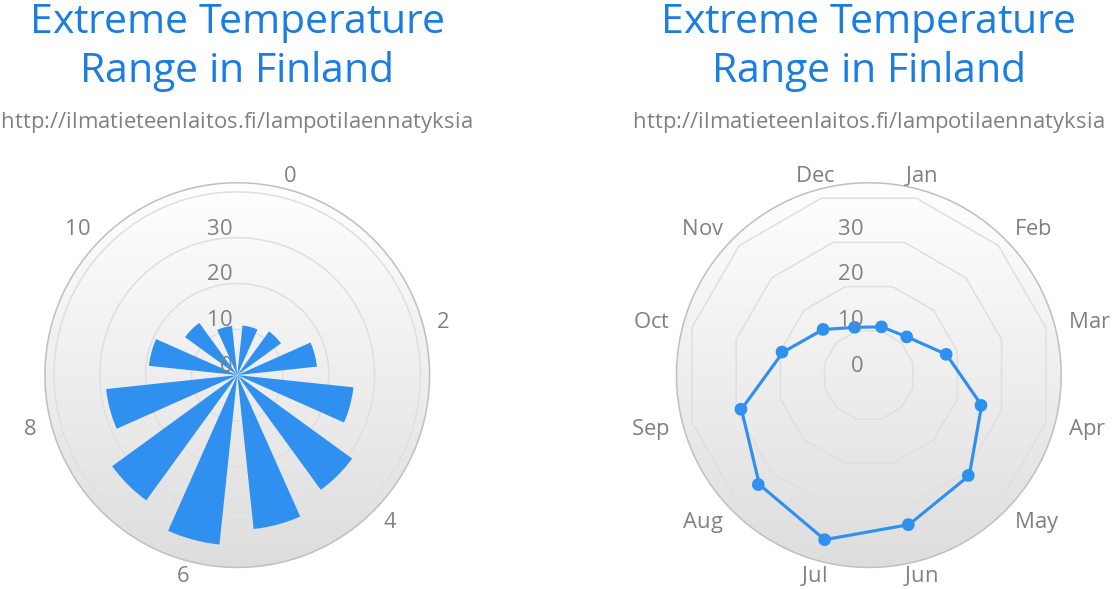 Extreme Temperature
Range in Finland
http://ilmatieteenlaitos.fi/lampotilaennatyksia
0
10
30
20
2
10
0
8
4
6
Extreme Temperature
Range in Finland
http://ilmatieteenlaitos.fi/lampotilaennatyksia
Dec
Jan
Nov
30
Feb
20
Oct
10
Mar
0
Sep
Apr
Aug
May
Jul
Jun